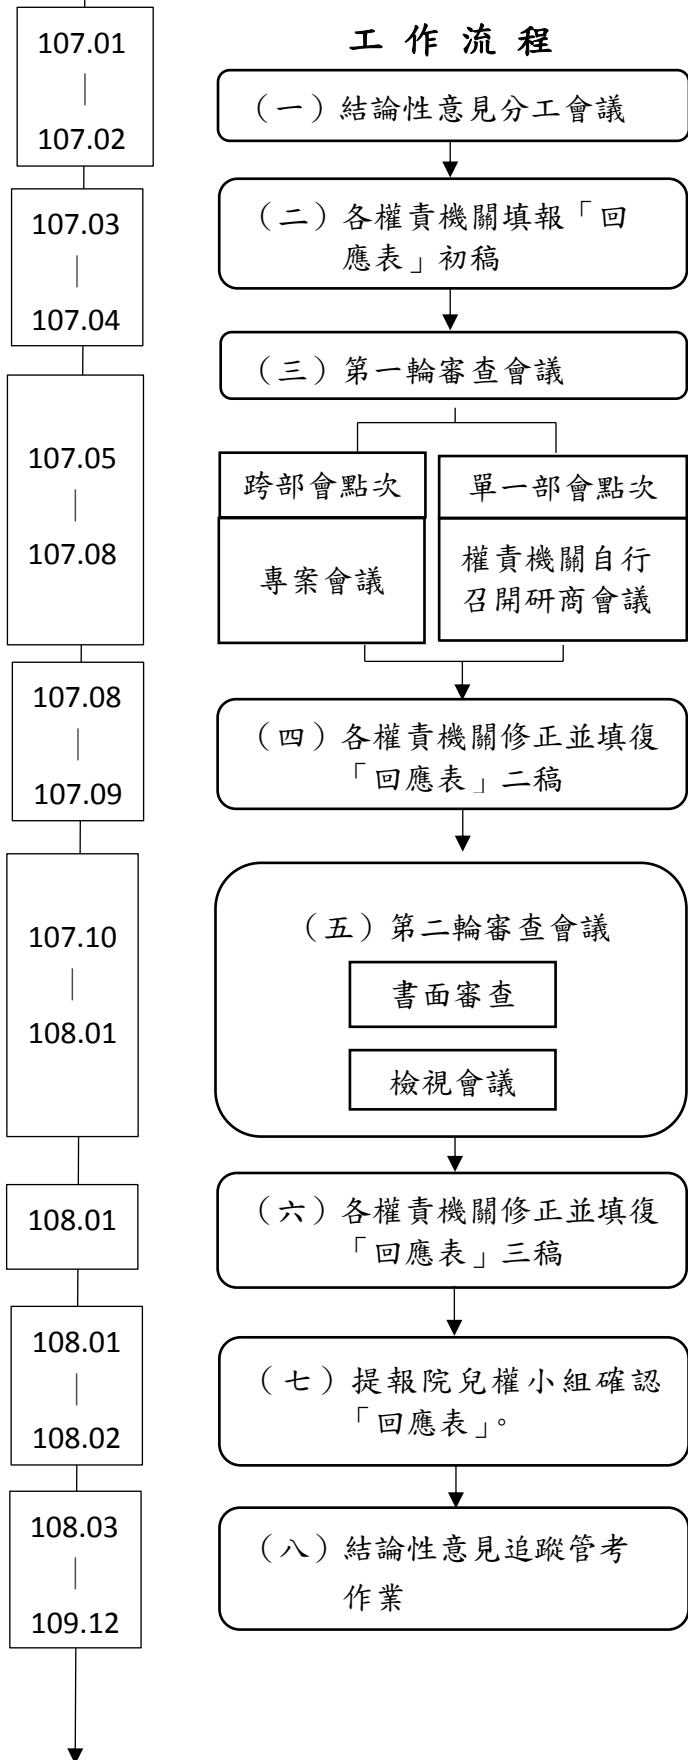 工作流程
107.01
｜
107.02
（一）結論性意見分工會議
107.03
｜
107.04
（二）各權責機關填報「回
應表」初稿
107.05
｜
107.08
（三）第一輪審查會議
跨部會點次
專案會議
單一部會點次
權責機關自行
召開研商會議
107.08
｜
107.09
（四）各權責機關修正並填復
「回應表」二稿
107.10
｜
108.01
（五）第二輪審查會議
書面審查
檢視會議
108.01
（六）各權責機關修正並填復
「回應表」三稿
108.01
｜
108.02
（七）提報院兒權小組確認
「回應表」。
108.03
｜
109.12
（八）結論性意見追蹤管考
作業